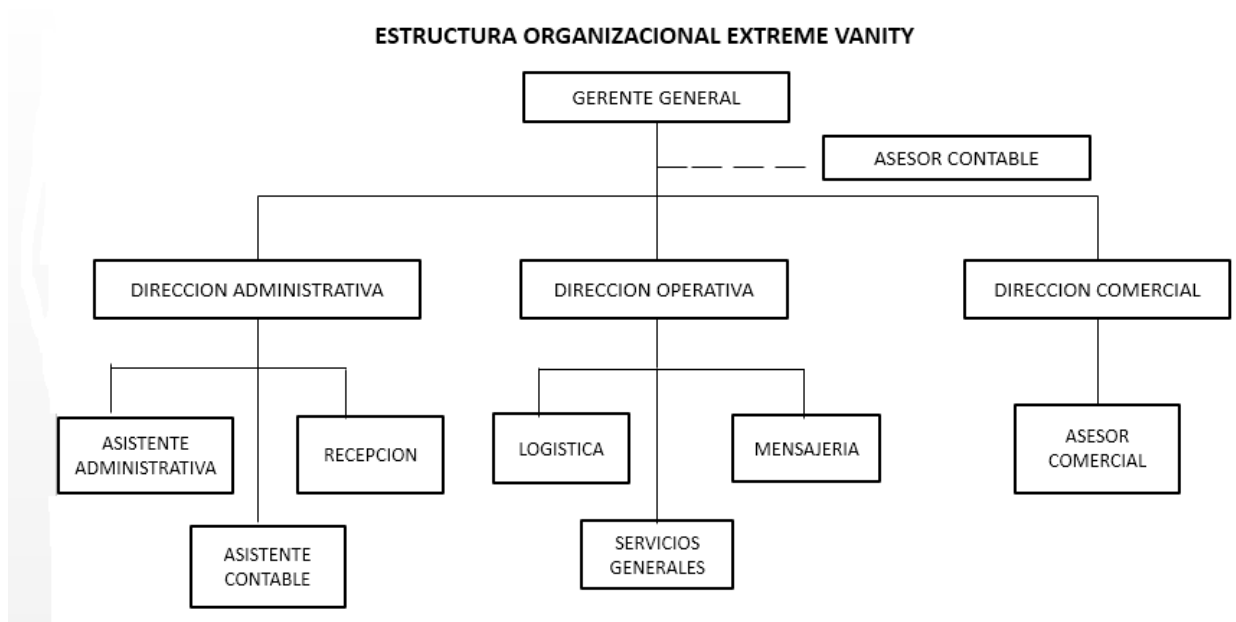 ESTRUCTURA ORGANIZACIONAL EXTREME VANITY
GERENTE GENERAL
ASESOR CONTABLE
DIRECCION ADMINISTRATIVA
DIRECCION OPERATIVA
DIRECCION COMERCIAL
ASISTENTE
ADMINISTRATIVA
RECEPCION
LOGISTICA
MENSAJERIA
ASESOR
COMERCIAL
ASISTENTE
CONTABLE
SERVICIOS
GENERALES